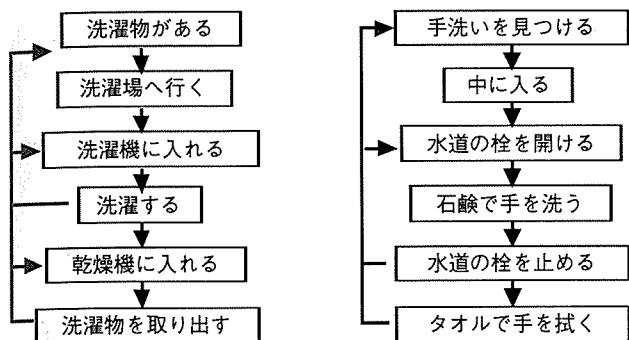 洗濯物がある
洗濯場へ行く
洗濯機に入れる
洗濯する
乾燥機に入れる
洗濯物を取り出す
手洗いを見つける
中に入る
水道の栓を開ける
石鹸で手を洗う
水道の栓を止める
タオルで手を拭く